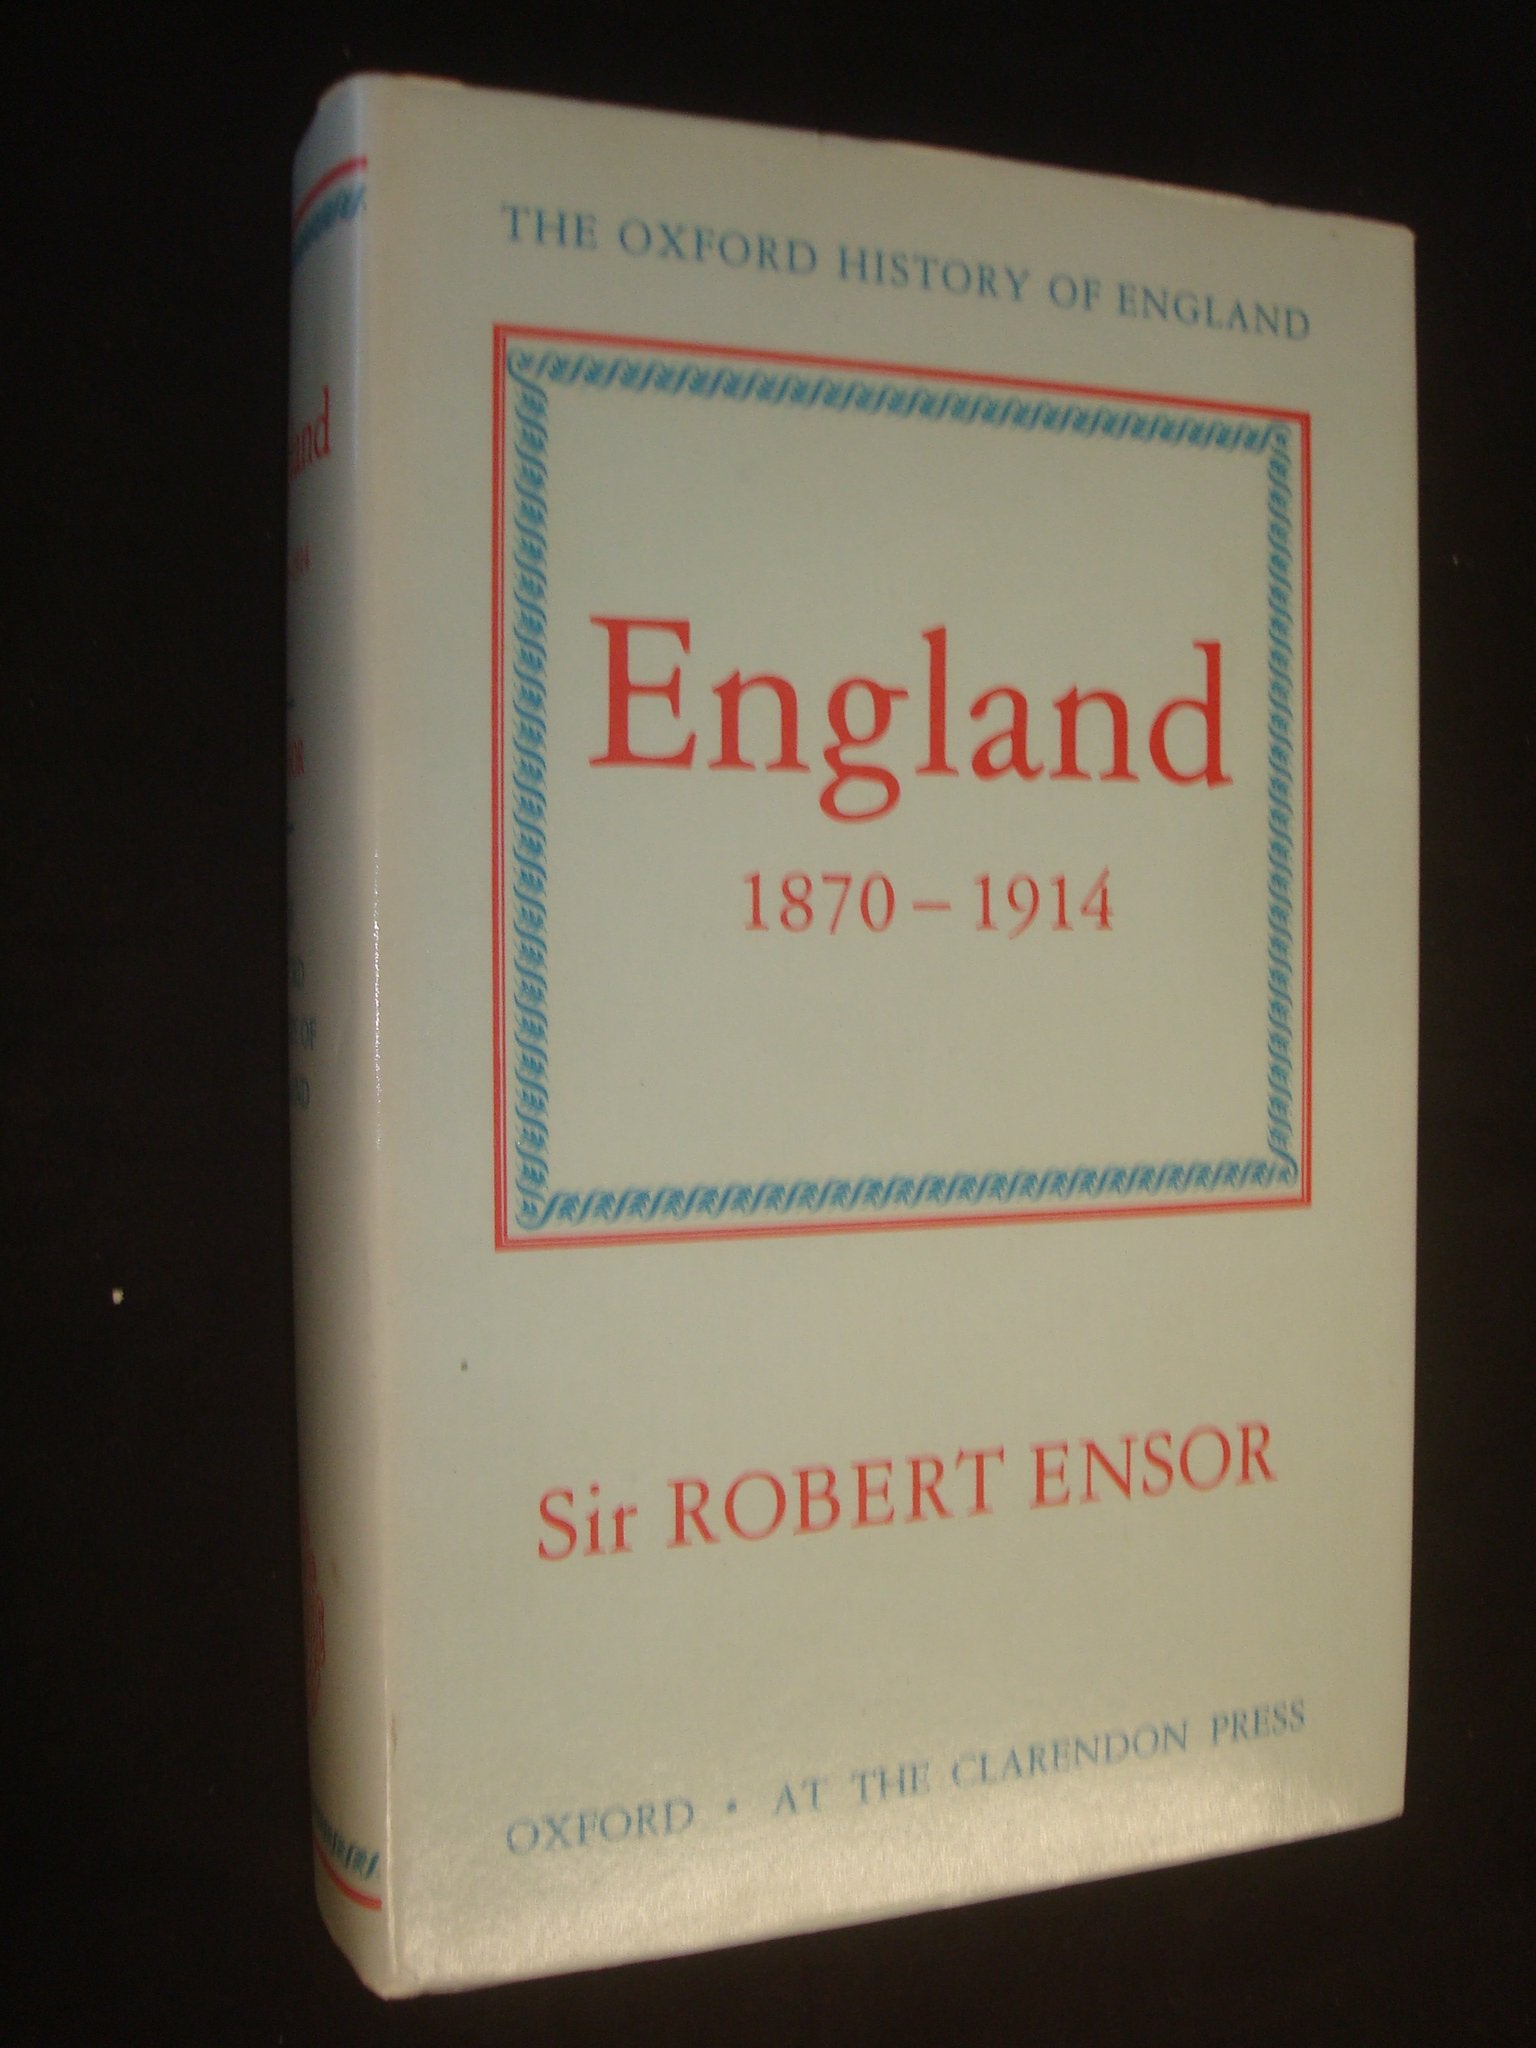 THE OXFORD HISTORY OF ENGLAND
England
1870 – 1914
Sir ROBERT ENSOR
OXFORD • AT THE CLARENDON PRESS